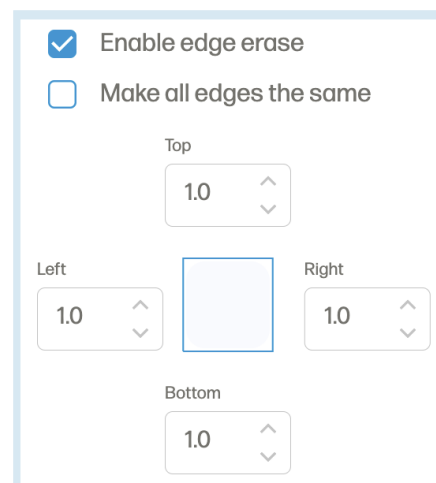 Enable edge erase
Make all edges the same
Top
1.0
Left
Right
1.0
1.0
Bottom
1.0